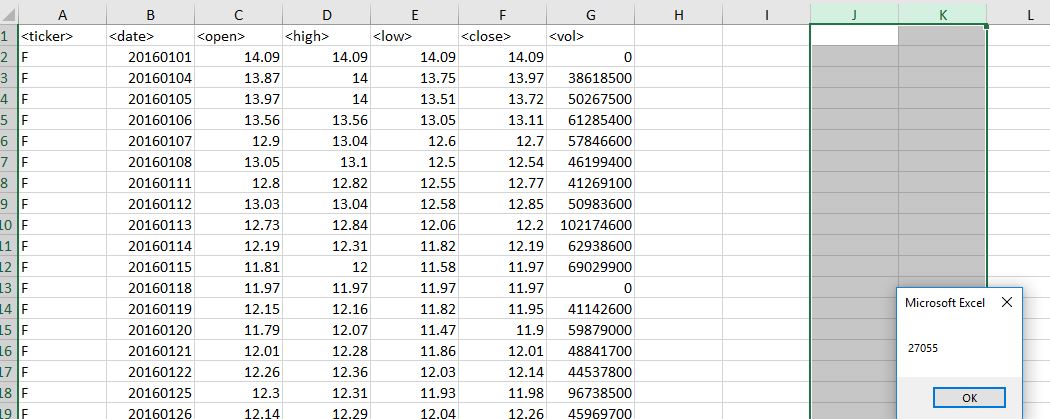 A B C D E F G H I J K L
1 <ticker> <date> <open> <high> <low> <close> <vol>
2 F 20160101 14.09 14.09 14.09 14.09 0
3 F 20160104 13.87 14 13.75 13.97 38618500
4 F 20160105 13.97 14 13.51 13.72 50267500
5 F 20160106 13.56 13.56 13.05 13.11 61285400
6 F 20160107 12.9 13.04 12.6 12.7 57846600
7 F 20160108 13.05 13.1 12.5 12.54 46199400
8 F 20160111 12.8 12.82 12.55 12.77 41269100
9 F 20160112 13.03 13.04 12.58 12.85 50983600
10 F 20160113 12.73 12.84 12.06 12.2 102174600
11 F 20160114 12.19 12.31 11.82 12.19 62938600
12 F 20160115 11.81 12 11.58 11.97 69029900
13 F 20160118 11.97 11.97 11.97 11.97 0
14 F 20160119 12.15 12.16 11.82 11.95 41142600
15 F 20160120 11.79 12.07 11.47 11.9 59879000
16 F 20160121 12.01 12.28 11.86 12.01 48841700
17 F 20160122 12.26 12.36 12.03 12.14 44537800
18 F 20160125 12.3 12.31 11.93 11.98 96738500
19 F 20160126 12.14 12.29 12.04 12.26 45969700
Microsoft Excel
27055
OK